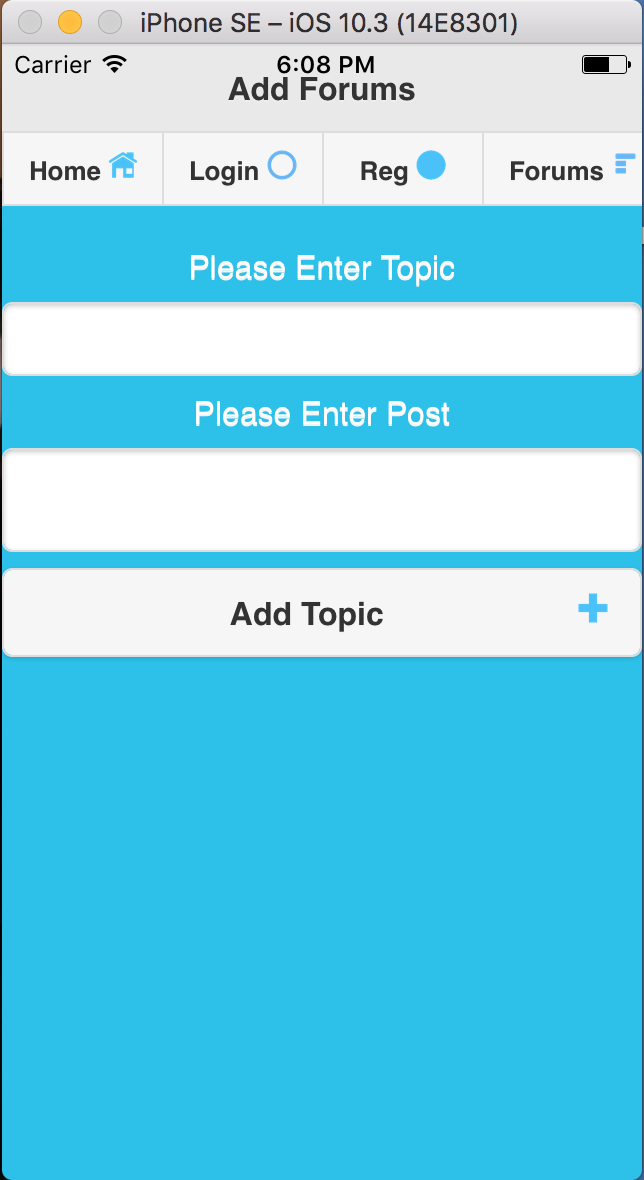 iPhone SE – iOS 10.3 (14E8301)
Carrier 6:08 PM
Add Forums
Home Login Reg Forums
Please Enter Topic
Please Enter Post
Add Topic